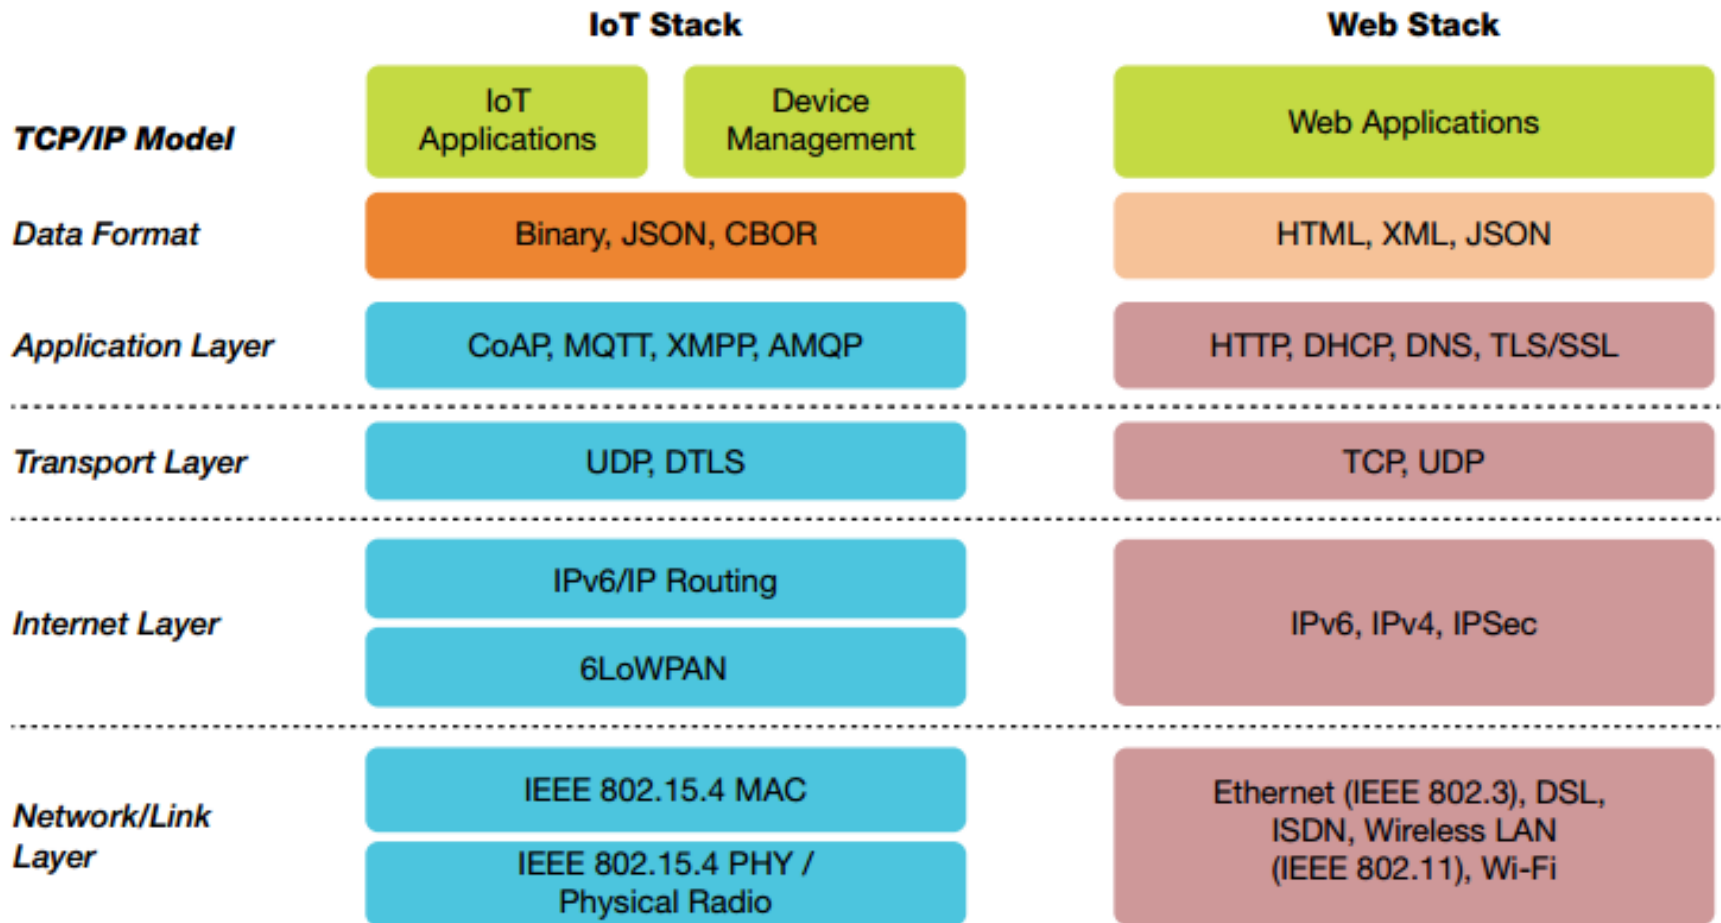 IoT Stack
Web Stack
TCP/IP Model
IoT
Applications
Device
Management
Web Applications
Data Format
Binary, JSON, CBOR
HTML, XML, JSON
Application Layer
CoAP, MQTT, XMPP, AMQP
HTTP, DHCP, DNS, TLS/SSL
Transport Layer
UDP, DTLS
TCP, UDP
Internet Layer
IPv6/IP Routing
6LoWPAN
IPv6, IPv4, IPSec
Network/Link
Layer
IEEE 802.15.4 MAC
IEEE 802.15.4 PHY /
Physical Radio
Ethernet (IEEE 802.3), DSL,
ISDN, Wireless LAN
(IEEE 802.11), Wi-Fi